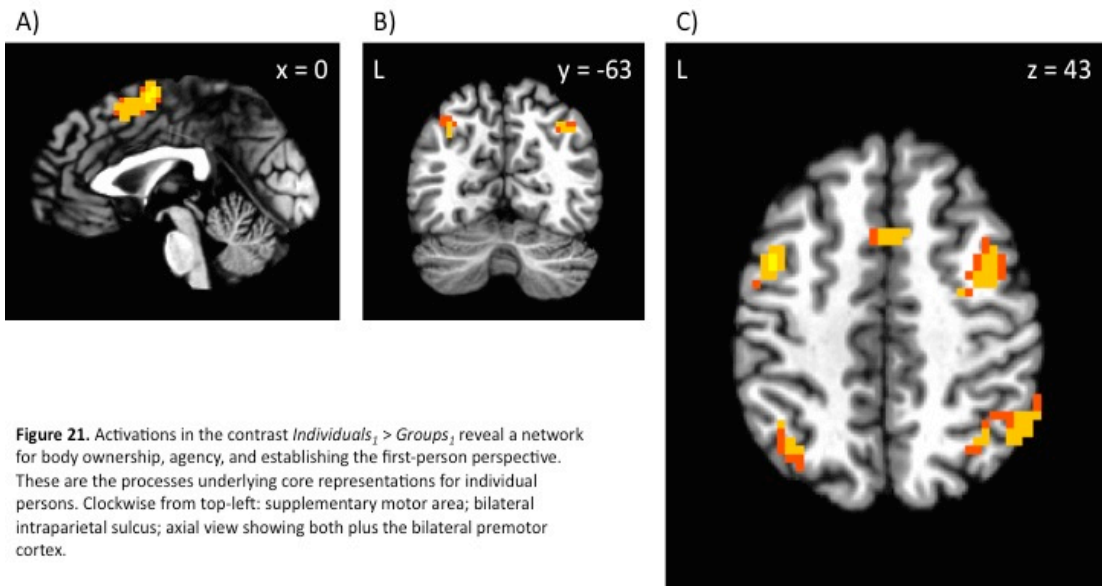 A)
B)
C)
x = 0
L
y = -63
L
z = 43
Figure 21. Activations in the contrast Individuals₁ > Groups₁ reveal a network
for body ownership, agency, and establishing the first-person perspective.
These are the processes underlying core representations for individual
persons. Clockwise from top-left: supplementary motor area; bilateral
intraparietal sulcus; axial view showing both plus the bilateral premotor
cortex.